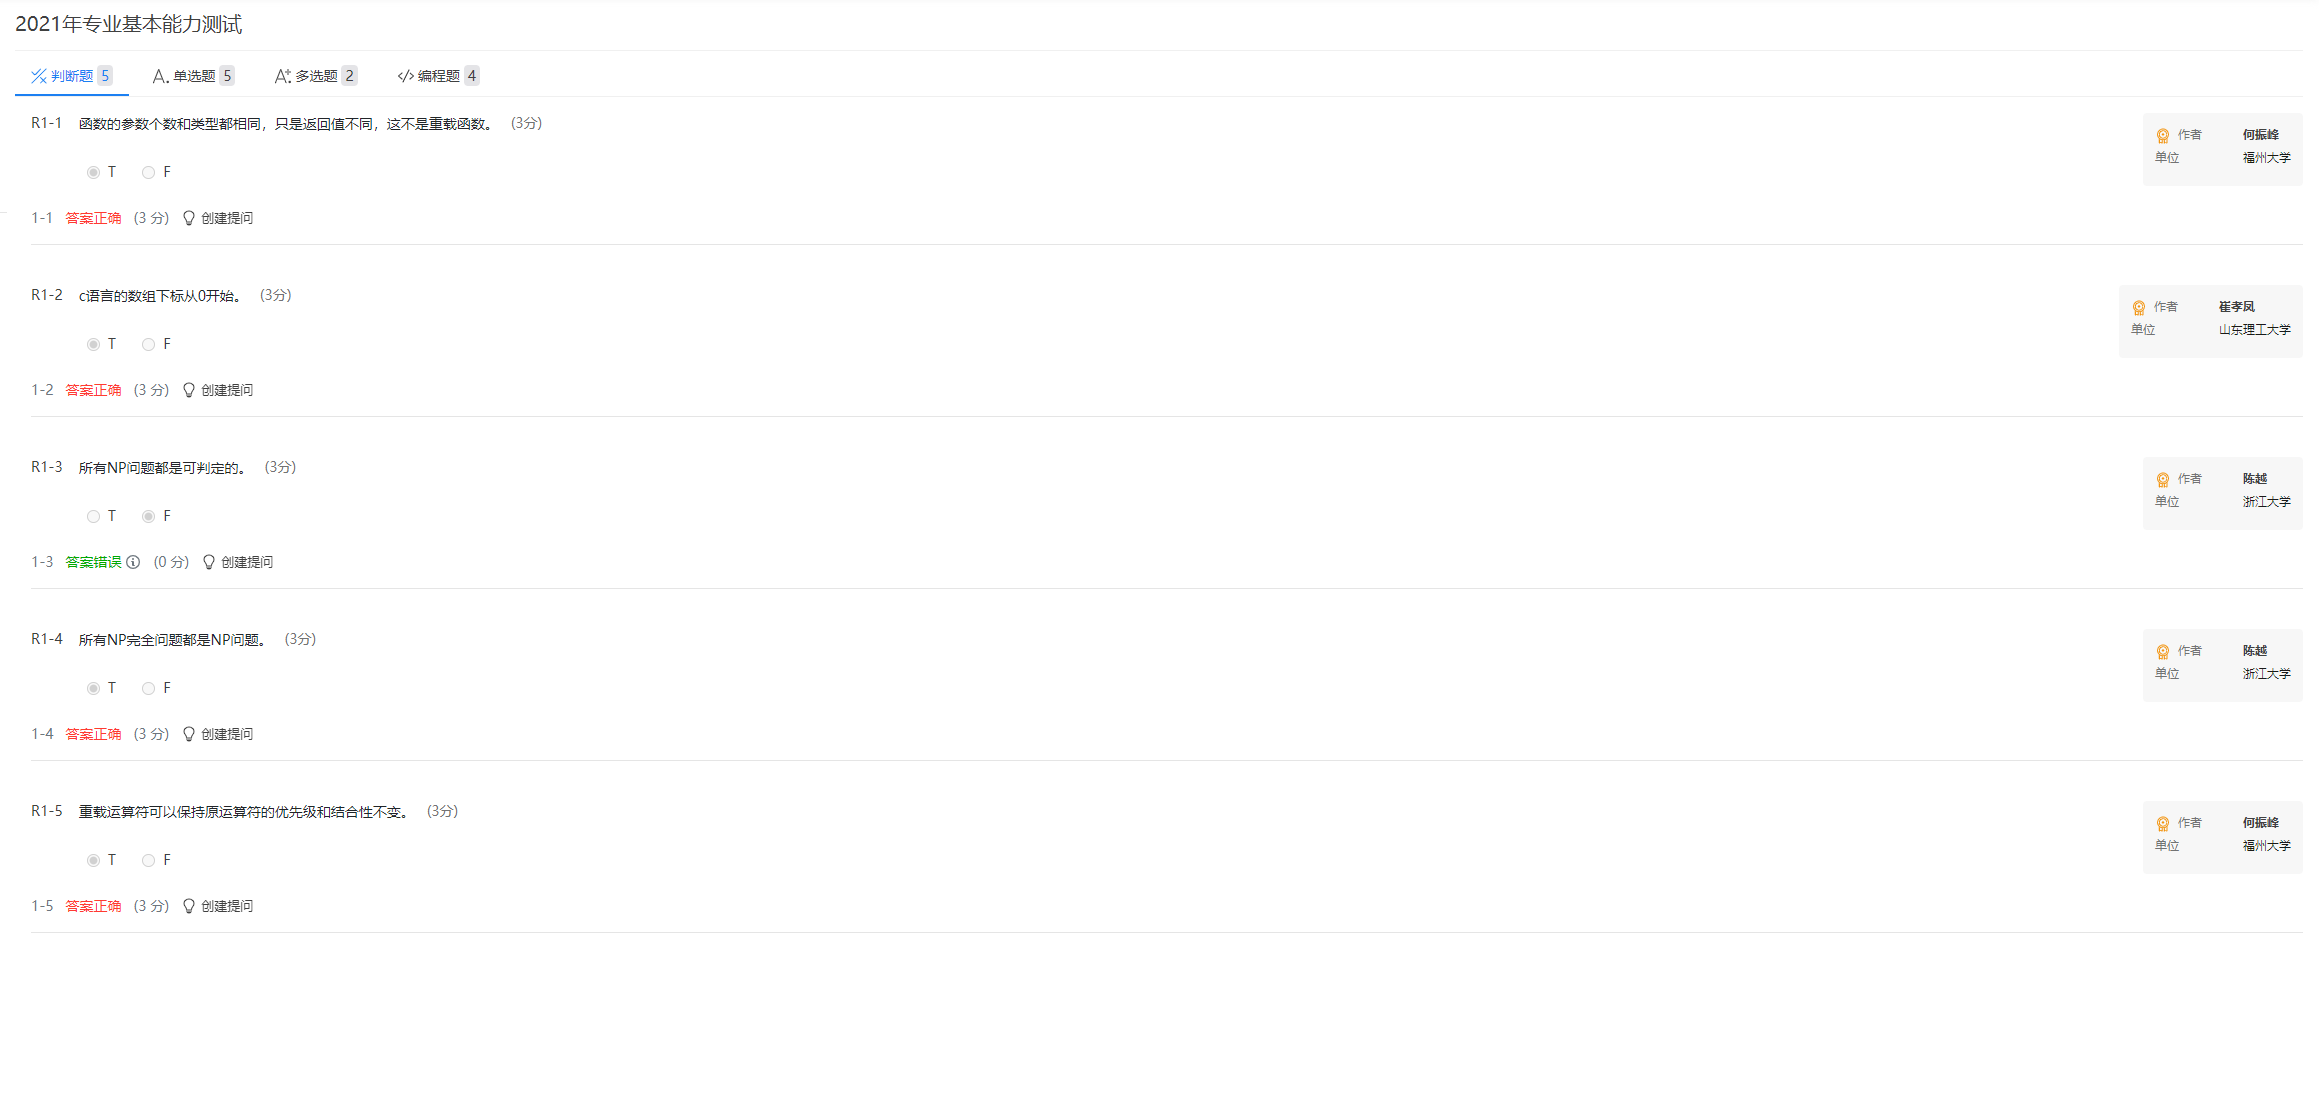 2021年专业基本能力测试
判断题 5 单选题 5 多选题 2 编程题 4
R1-1 函数的参数个数和类型都相同，只是返回值不同，这不是重载函数。 (3分)
作者 何振峰
单位 福州大学
T F
1-1 答案正确 (3 分) 创建提问
R1-2 c语言的数组下标从0开始。 (3分)
作者 崔孝凤
单位 山东理工大学
T F
1-2 答案正确 (3 分) 创建提问
R1-3 所有NP问题都是可判定的。 (3分)
作者 陈越
单位 浙江大学
T F
1-3 答案错误 (0 分) 创建提问
R1-4 所有NP完全问题都是NP问题。 (3分)
作者 陈越
单位 浙江大学
T F
1-4 答案正确 (3 分) 创建提问
R1-5 重载运算符可以保持原运算符的优先级和结合性不变。 (3分)
作者 何振峰
单位 福州大学
T F
1-5 答案正确 (3 分) 创建提问